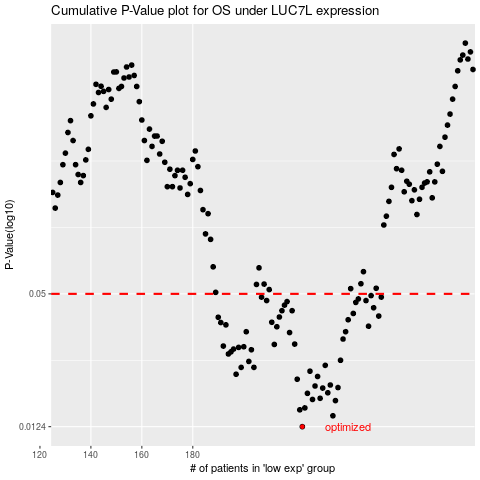 Cumulative P-Value plot for OS under LUC7L expression
P-Value(log10)
0.05
0.0124
optimized
120 140 160 180
# of patients in 'low exp' group